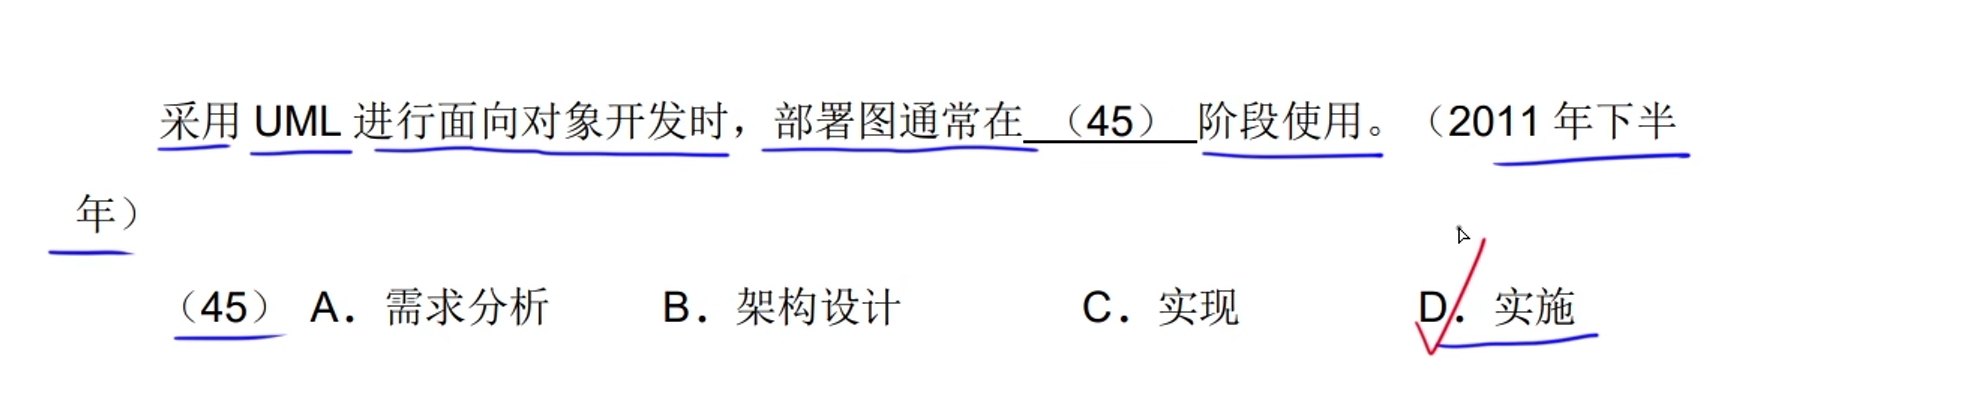 采用 UML 进行面向对象开发时，部署图通常在 （45） 阶段使用。（2011 年下半
年）
（45） A．需求分析 B．架构设计 C．实现 D．实施